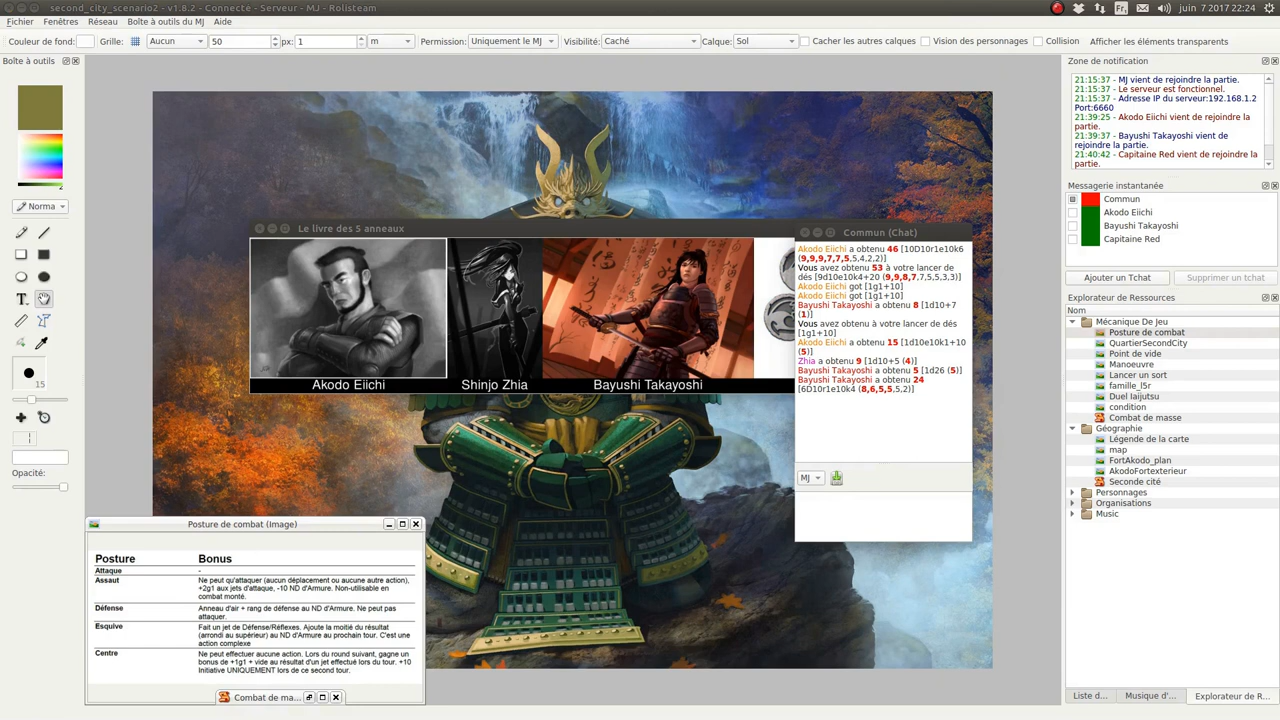 second_city_scenario2 - v1.8.2 - Connecté - Serveur - MJ - Rolisteam
Fr, juin 7 2017 22:24
Fichier Fenêtres Réseau Boîte à outils du MJ Aide
Couleur de fond: Grille: Aucun 50 px: 1 m Permission: Uniquement le MJ Visibilité: Caché Calque: Sol Cacher les autres calques Vision des personnages Collision Afficher les éléments transparents
Boîte à outils
Norma
15
Opacité:
Le livre des 5 anneaux
Akodo Eiichi Shinjo Zhia Bayushi Takayoshi
Commun (Chat)
Akodo Eiichi a obtenu 46 [10D10r1e10k6
(9,9,9,7,7,5,5,4,2,2)]
Vous avez obtenu 53 à votre lancer de
dés [9d10e10k4+20 (9,9,8,7,7,5,5,3,3)]
Akodo Eiichi got [1g1+10]
Akodo Eiichi got [1g1+10]
Bayushi Takayoshi a obtenu 8 [1d10+7
(1)]
Vous avez obtenu à votre lancer de dés
[1g1+10]
Akodo Eiichi a obtenu 15 [1d10e10k1+10
(5)]
Zhia a obtenu 9 [1d10+5 (4)]
Bayushi Takayoshi a obtenu 5 [1d26 (5)]
Bayushi Takayoshi a obtenu 24
[6D10r1e10k4 (8,6,5,5,5,2)]
MJ
Posture de combat (Image)
Posture Bonus
Attaque -
Assaut Ne peut qu'attaquer (aucun déplacement ou aucune autre action),
+2g1 aux jets d'attaque, -10 ND d'Armure. Non-utilisable en
combat monté.
Défense Anneau d'air + rang de défense au ND d'Armure. Ne peut pas
attaquer.
Esquive Fait un jet de Défense/Réflexes. Ajoute la moitié du résultat
(arrondi au supérieur) au ND d'Armure au prochain tour. C'est une
action complexe
Centre Ne peut effectuer aucune action. Lors du round suivant, gagne un
bonus de +1g1 + vide au résultat d'un jet effectué lors du tour. +10
Initiative UNIQUEMENT lors de ce second tour.
Combat de ma...
Zone de notification
21:15:37 - MJ vient de rejoindre la partie.
21:15:37 - Le serveur est fonctionnel.
21:15:37 - Adresse IP du serveur:192.168.1.2
Port:6660
21:39:25 - Akodo Eiichi vient de rejoindre la
partie.
21:39:37 - Bayushi Takayoshi vient de
rejoindre la partie.
21:40:42 - Capitaine Red vient de rejoindre la
partie.
Messagerie instantanée
Commun
Akodo Eiichi
Bayushi Takayoshi
Capitaine Red
Ajouter un Tchat Supprimer un tchat
Explorateur de Ressources
Nom
Mécanique De Jeu
Posture de combat
QuartierSecondCity
Point de vide
Manoeuvre
Lancer un sort
famille_l5r
Duel Iaijutsu
condition
Combat de masse
Géographie
Légende de la carte
map
FortAkodo_plan
AkodoFortexterieur
Seconde cité
Personnages
Organisations
Music
Liste d... Musique d'... Explorateur de R...